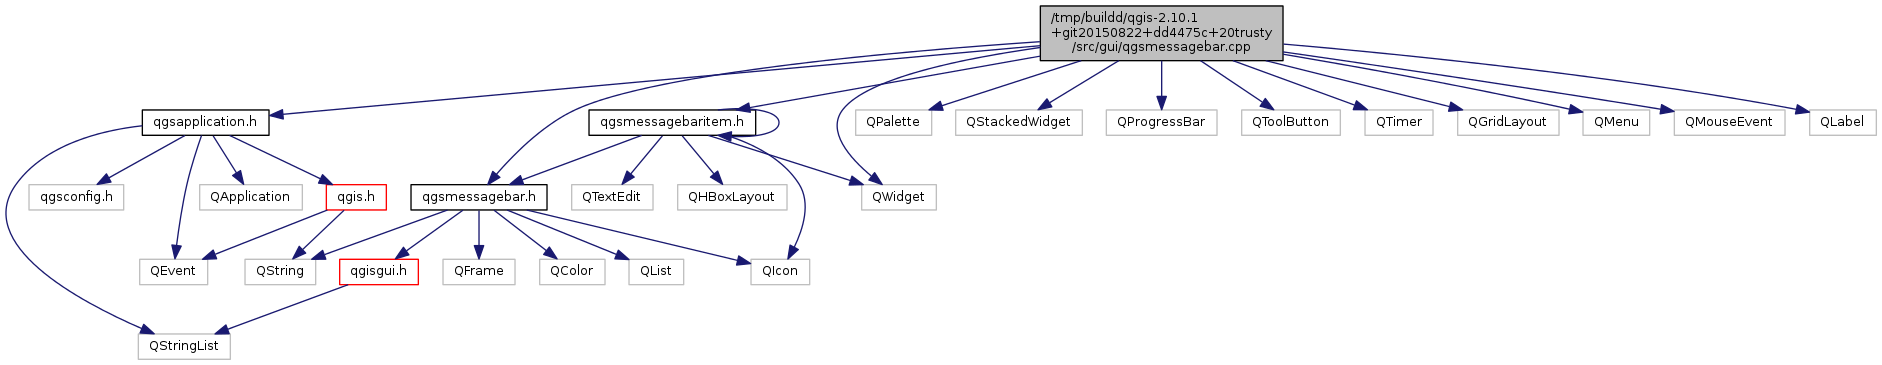 /tmp/buildd/qgis-2.10.1
+git20150822+dd4475c+20trusty
/src/gui/qgsmessagebar.cpp
qgsapplication.h
qgsmessagebaritem.h
QPalette
QStackedWidget
QProgressBar
QToolButton
QTimer
QGridLayout
QMenu
QMouseEvent
QLabel
qgsconfig.h
QApplication
qgis.h
qgsmessagebar.h
QTextEdit
QHBoxLayout
QWidget
QEvent
QString
qgisgui.h
QFrame
QColor
QList
QIcon
QStringList